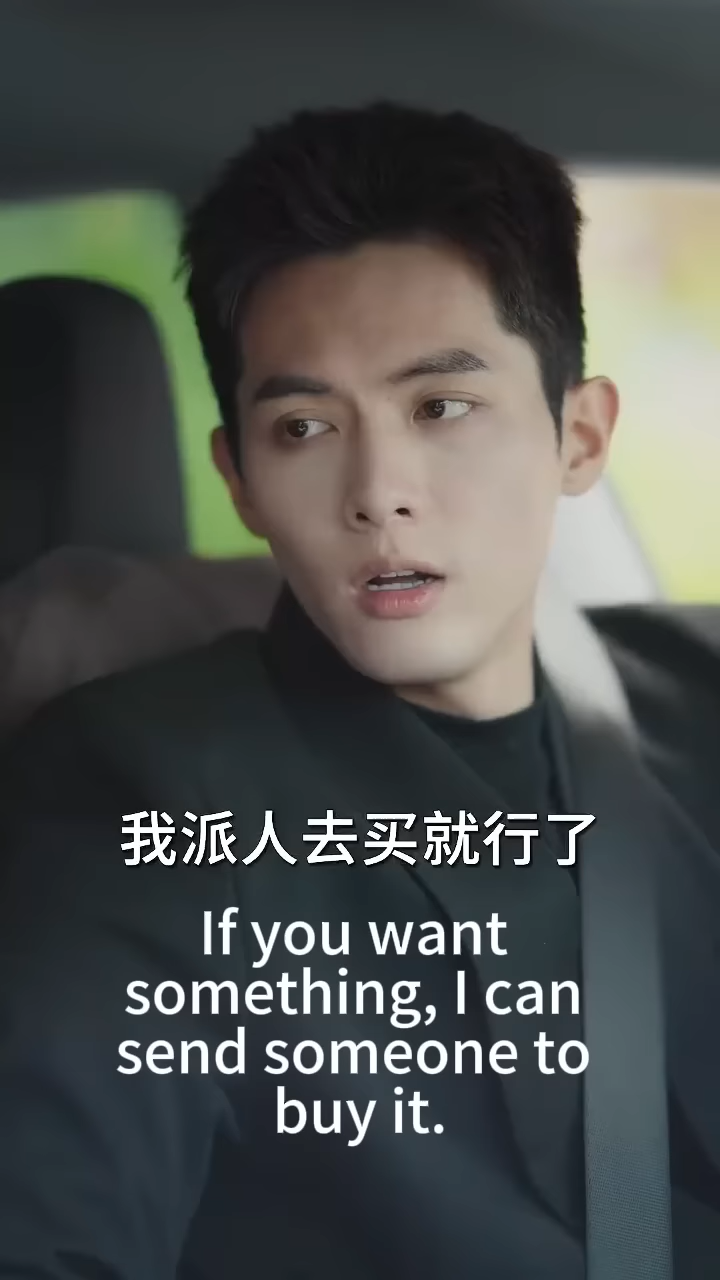 我派人去买就行了
If you want
something, I can
send someone to
buy it.